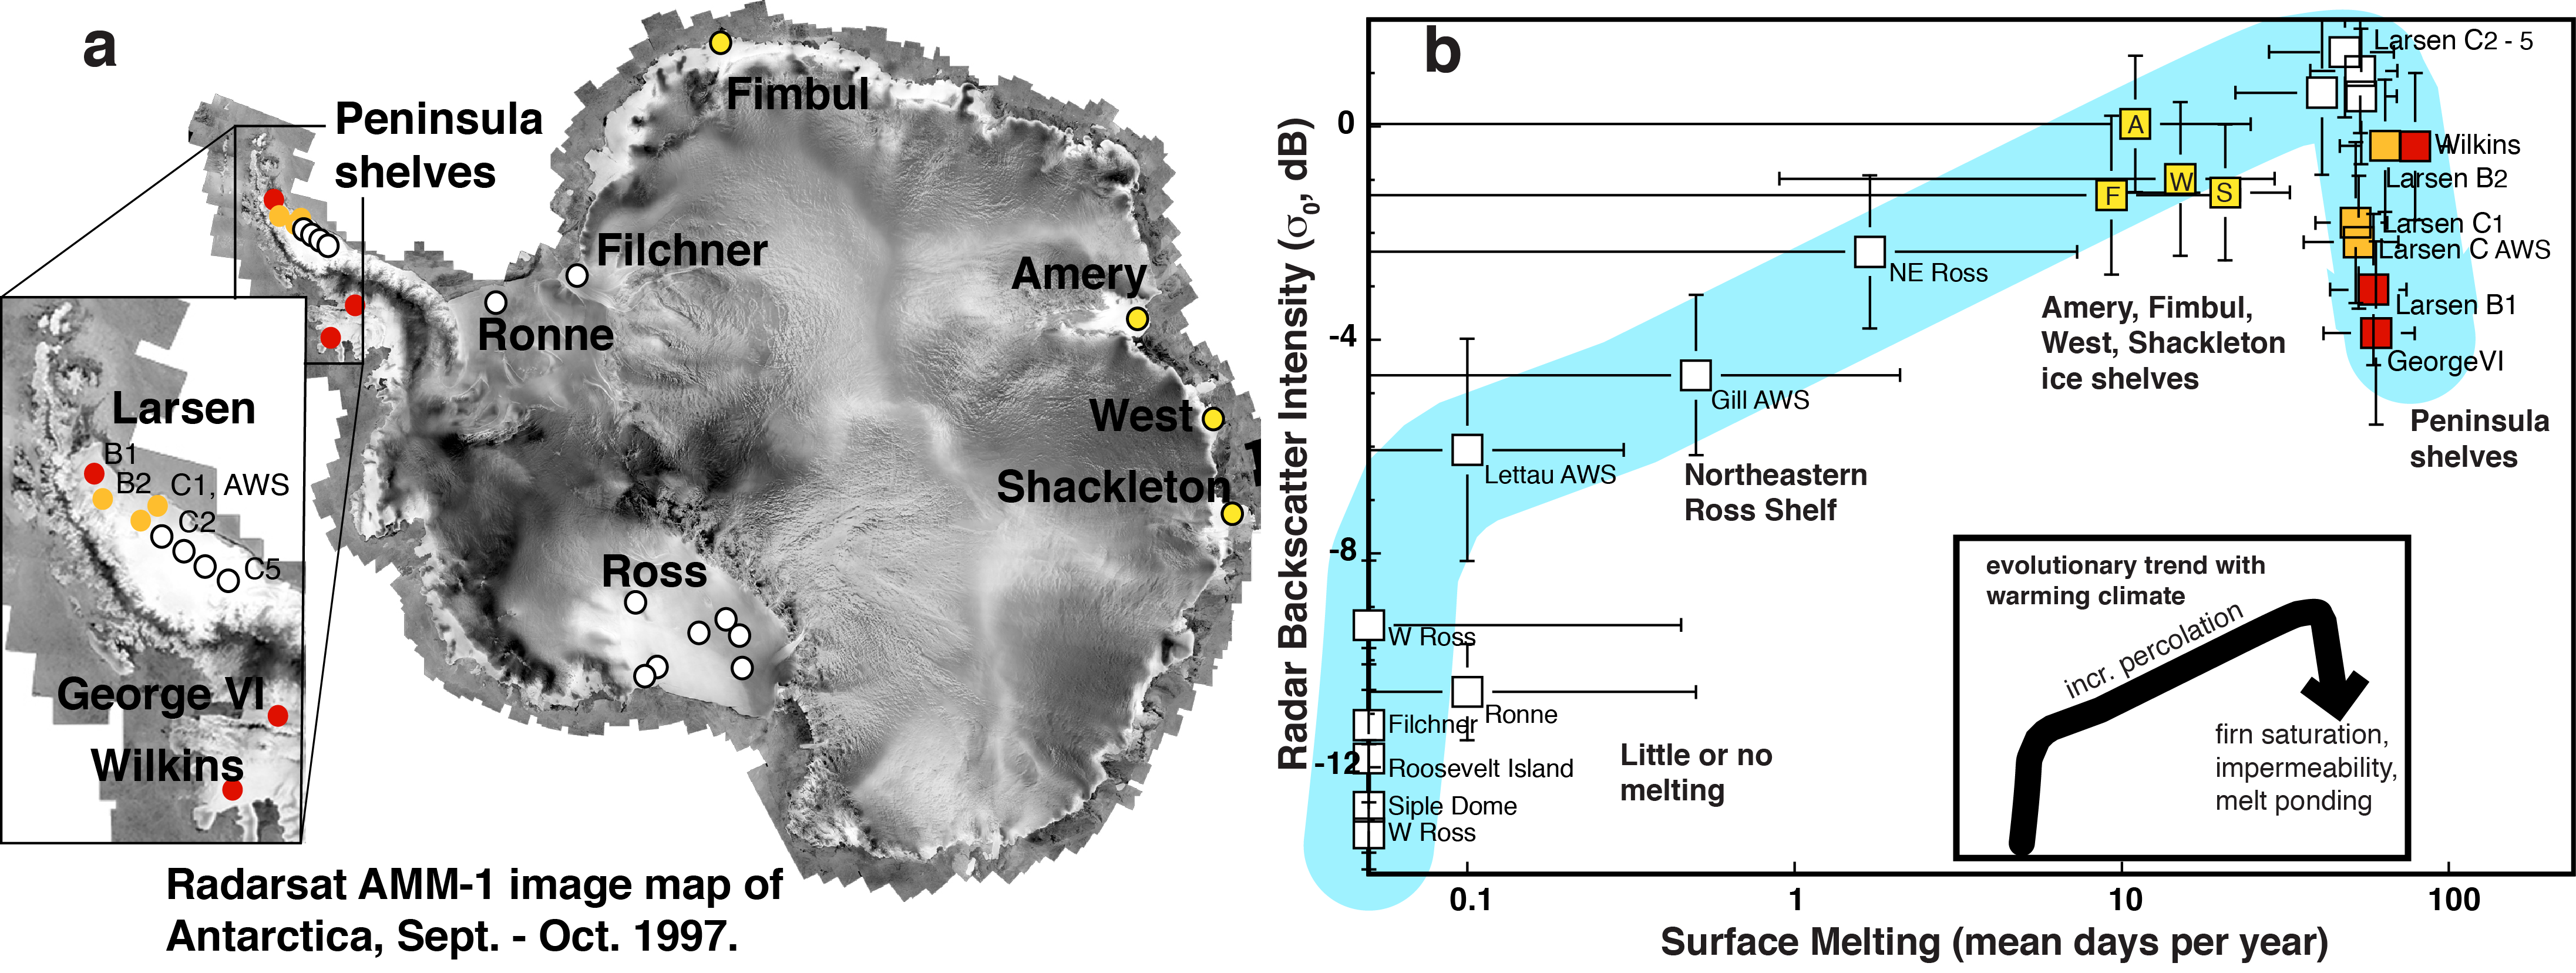 a
Fimbul
Peninsula
shelves
Filchner
Ronne
Amery
West
Shackleton
Ross
Larsen
B1
B2
C1, AWS
C2
C5
George VI
Wilkins
Radarsat AMM-1 image map of
Antarctica, Sept. - Oct. 1997.
b
Radar Backscatter Intensity (σ0, dB)
0
-4
-8
-12
Larsen C2 - 5
A
Wilkins
W
Larsen B2
F
S
Larsen C1
Larsen C AWS
NE Ross
Larsen B1
Amery, Fimbul,
West, Shackleton
ice shelves
GeorgeVI
Gill AWS
Peninsula
shelves
Lettau AWS
Northeastern
Ross Shelf
W Ross
Ronne
Filchner
Little or no
melting
Roosevelt Island
Siple Dome
W Ross
evolutionary trend with
warming climate
incr. percolation
firn saturation,
impermeability,
melt ponding
0.1
1
10
100
Surface Melting (mean days per year)